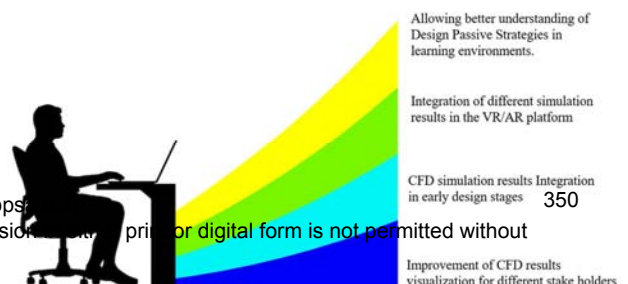 Allowing better understanding of
Design Passive Strategies in
learning environments.
Integration of different simulation
results in the VR/AR platform
CFD simulation results Integration
in early design stages
350
or digital form is not permitted without
Improvement of CFD results
visualization for different stake holders